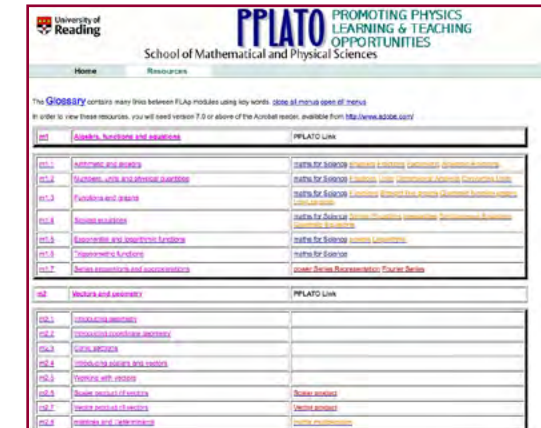 University of
Reading
PPLATO
PROMOTING PHYSICS
LEARNING & TEACHING
OPPORTUNITIES
School of Mathematical and Physical Sciences
Home Resources
The Glossary contains many links between FLAp modules using key words. close all menus open all menus
In order to view these resources, you will need version 7.0 or above of the Acrobat reader, available from http://www.adobe.com/
m1 Algebra, functions and equations PPLATO Link
m1.1 Arithmetic and algebra maths for Science
m1.2 Numbers, units and physical quantities maths for Science
m1.3 Functions and graphs maths for Science
m1.4 Solving equations maths for Science
m1.5 Exponential and logarithmic functions maths for Science
m1.6 Trigonometric functions maths for Science
m1.7 Series expansions and approximations power Series Representation Fourier Series
m2 Vectors and geometry PPLATO Link
m2.1 Introducing geometry
m2.2 Introducing coordinate geometry
m2.3 Conic sections
m2.4 Introducing scalars and vectors
m2.5 Working with vectors
m2.6 Scalar product of vectors Scalar product
m2.7 Vector product of vectors Vector product
m2.8